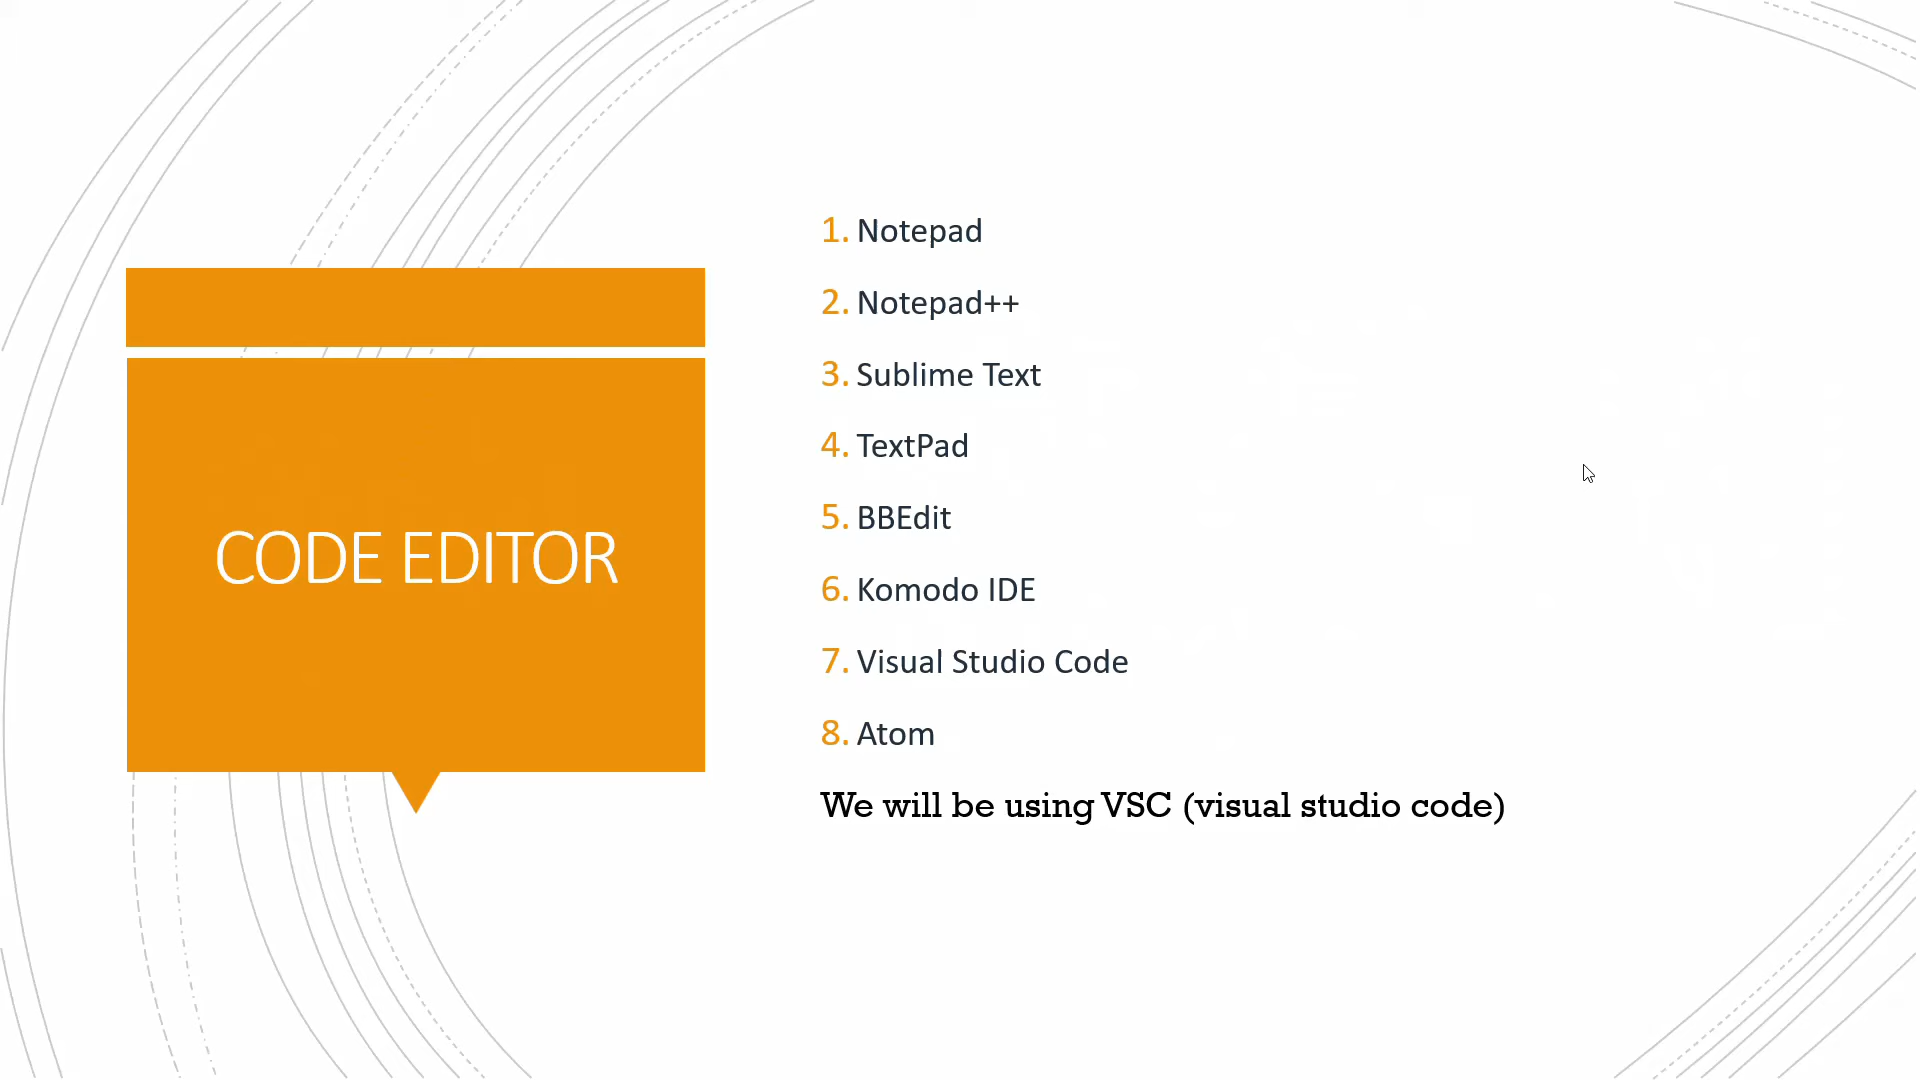 CODE EDITOR
1. Notepad
2. Notepad++
3. Sublime Text
4. TextPad
5. BBEdit
6. Komodo IDE
7. Visual Studio Code
8. Atom
We will be using VSC (visual studio code)